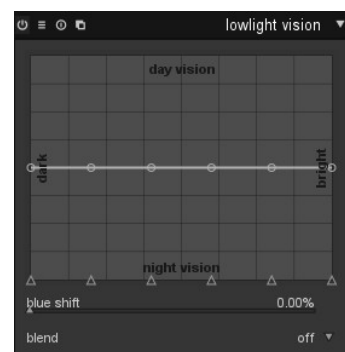 lowlight vision
day vision
dark
bright
night vision
blue shift 0.00%
blend off